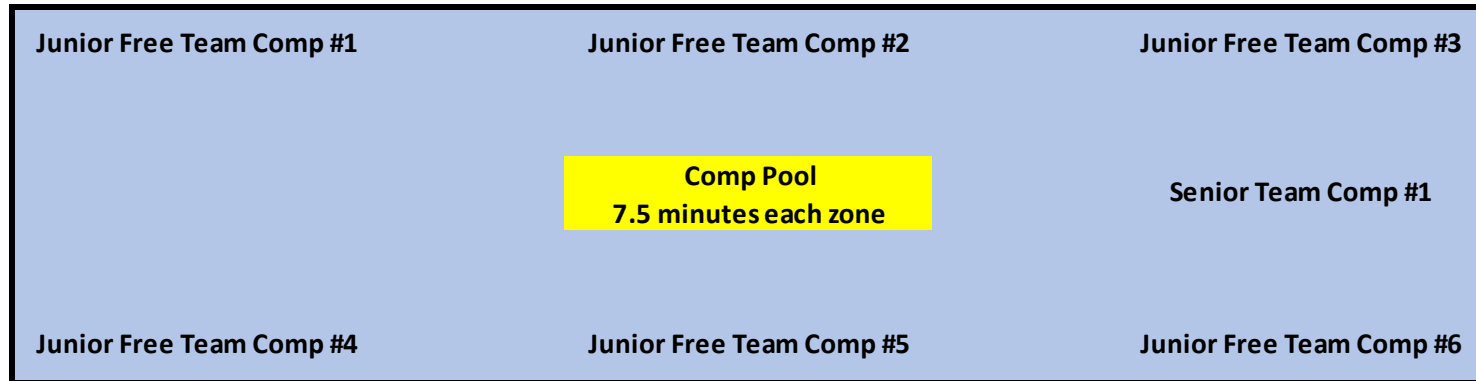 Junior Free Team Comp #1
Junior Free Team Comp #2
Junior Free Team Comp #3
Comp Pool
7.5 minutes each zone
Senior Team Comp #1
Junior Free Team Comp #4
Junior Free Team Comp #5
Junior Free Team Comp #6